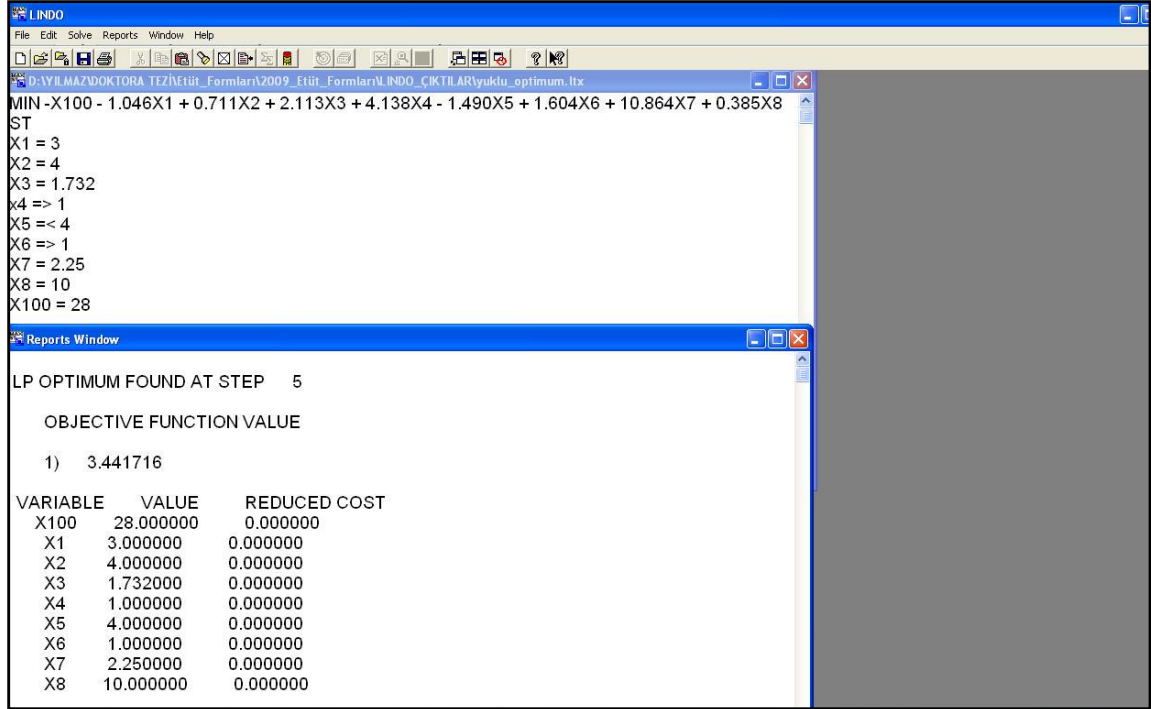 LINDO
File Edit Solve Reports Window Help
D:\YILMAZ\DOKTORA TEZİ\Etüt_Formları\2009_Etüt_Formları\LINDO_ÇIKTILAR\yuklu_optimum.ltx
MIN -X100 - 1.046X1 + 0.711X2 + 2.113X3 + 4.138X4 - 1.490X5 + 1.604X6 + 10.864X7 + 0.385X8
ST
X1 = 3
X2 = 4
X3 = 1.732
x4 => 1
X5 =< 4
X6 => 1
X7 = 2.25
X8 = 10
X100 = 28
Reports Window
LP OPTIMUM FOUND AT STEP 5
OBJECTIVE FUNCTION VALUE
1) 3.441716
VARIABLE VALUE REDUCED COST
X100 28.000000 0.000000
X1 3.000000 0.000000
X2 4.000000 0.000000
X3 1.732000 0.000000
X4 1.000000 0.000000
X5 4.000000 0.000000
X6 1.000000 0.000000
X7 2.250000 0.000000
X8 10.000000 0.000000